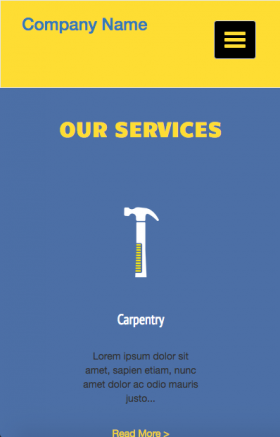 Company Name
OUR SERVICES
Carpentry
Lorem ipsum dolor sit
amet, sapien etiam, nunc
amet dolor ac odio mauris
justo...
Read More >